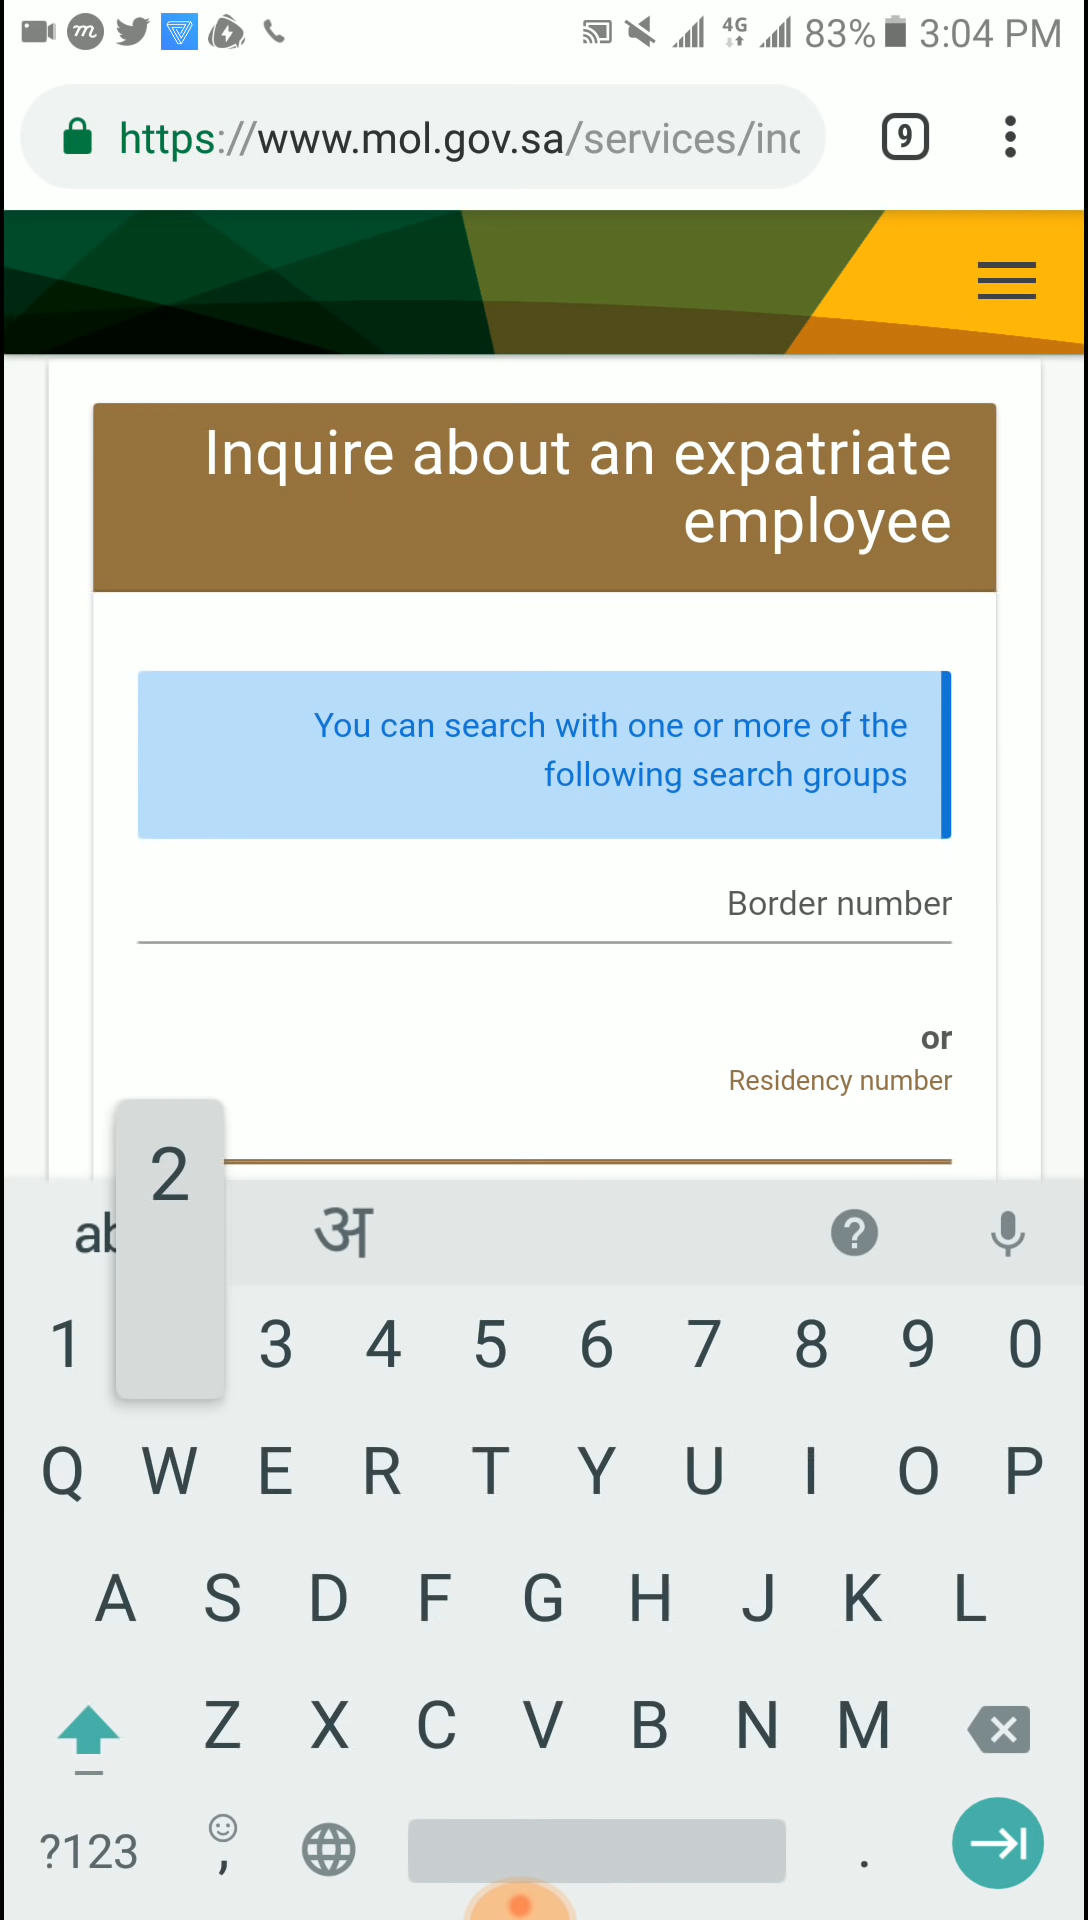 4G 83% 3:04 PM
https://www.mol.gov.sa/services/inq
9
Inquire about an expatriate
employee
You can search with one or more of the
following search groups
Border number
or
Residency number
2
अ
?
1 3 4 5 6 7 8 9 0
Q W E R T Y U I O P
A S D F G H J K L
Z X C V B N M
?123 , .